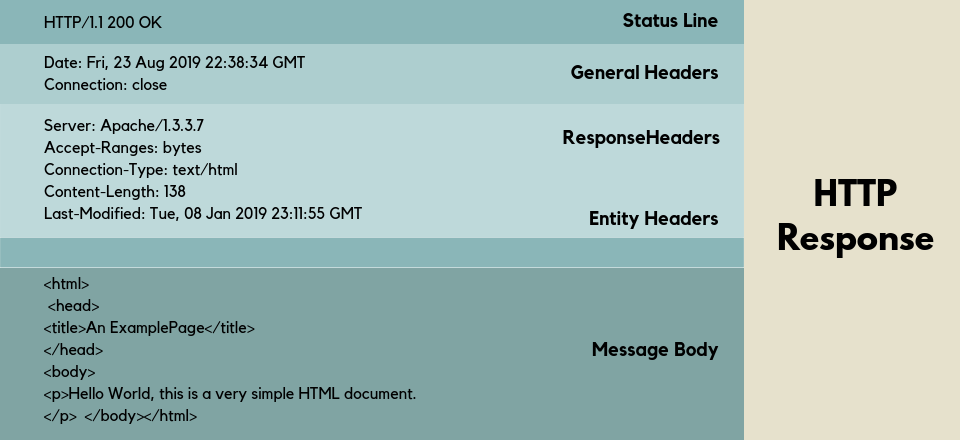 HTTP/1.1 200 OK
Status Line
Date: Fri, 23 Aug 2019 22:38:34 GMT
Connection: close
General Headers
Server: Apache/1.3.3.7
Accept-Ranges: bytes
Connection-Type: text/html
Content-Length: 138
Last-Modified: Tue, 08 Jan 2019 23:11:55 GMT
ResponseHeaders
Entity Headers
<html>
<head>
<title>An ExamplePage</title>
</head>
<body>
<p>Hello World, this is a very simple HTML document.
</p>  </body></html>
Message Body
HTTP
Response